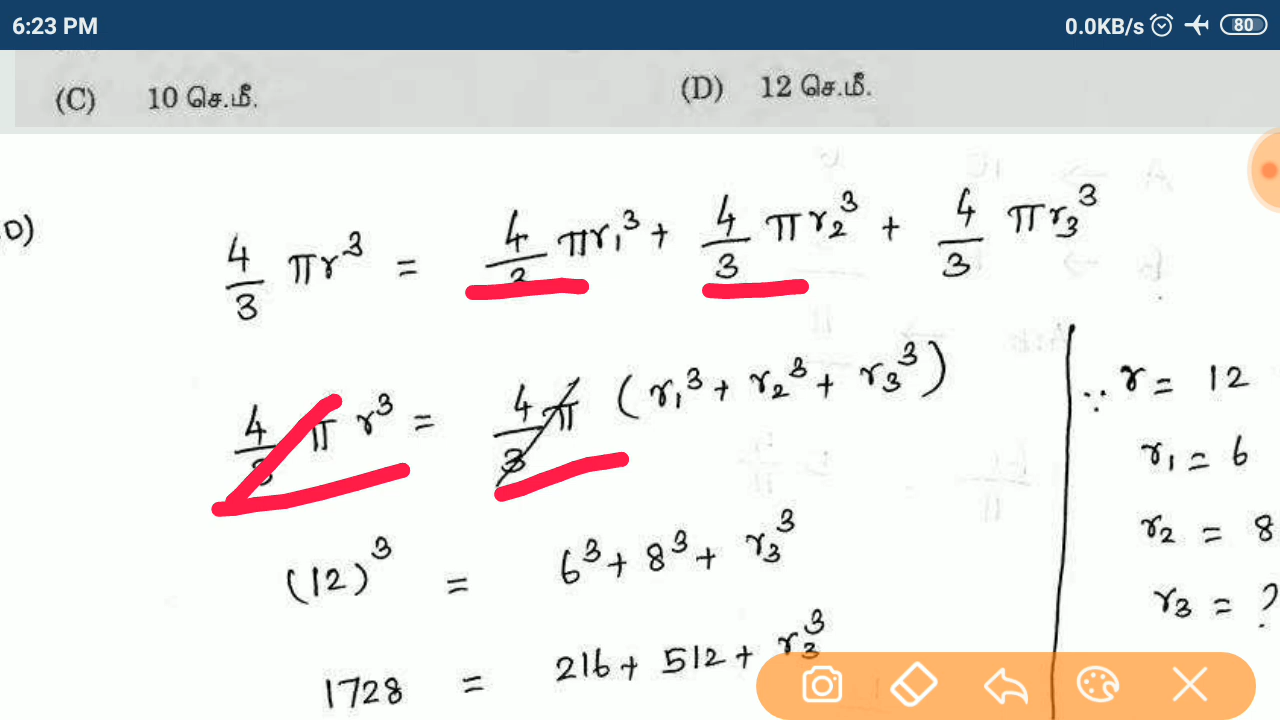 6:23 PM 0.0KB/s 80
(C) 10 செ.மீ. (D) 12 செ.மீ.
D)
4/3 πr³ = 4/3 πr₁³ + 4/3 πr₂³ + 4/3 πr₃³
4/3 π r³ = 4/3 π (r₁³ + r₂³ + r₃³)
∵ r = 12
r₁ = 6
r₂ = 8
r₃ = ?
(12)³ = 6³ + 8³ + r₃³
1728 = 216 + 512 + r₃³